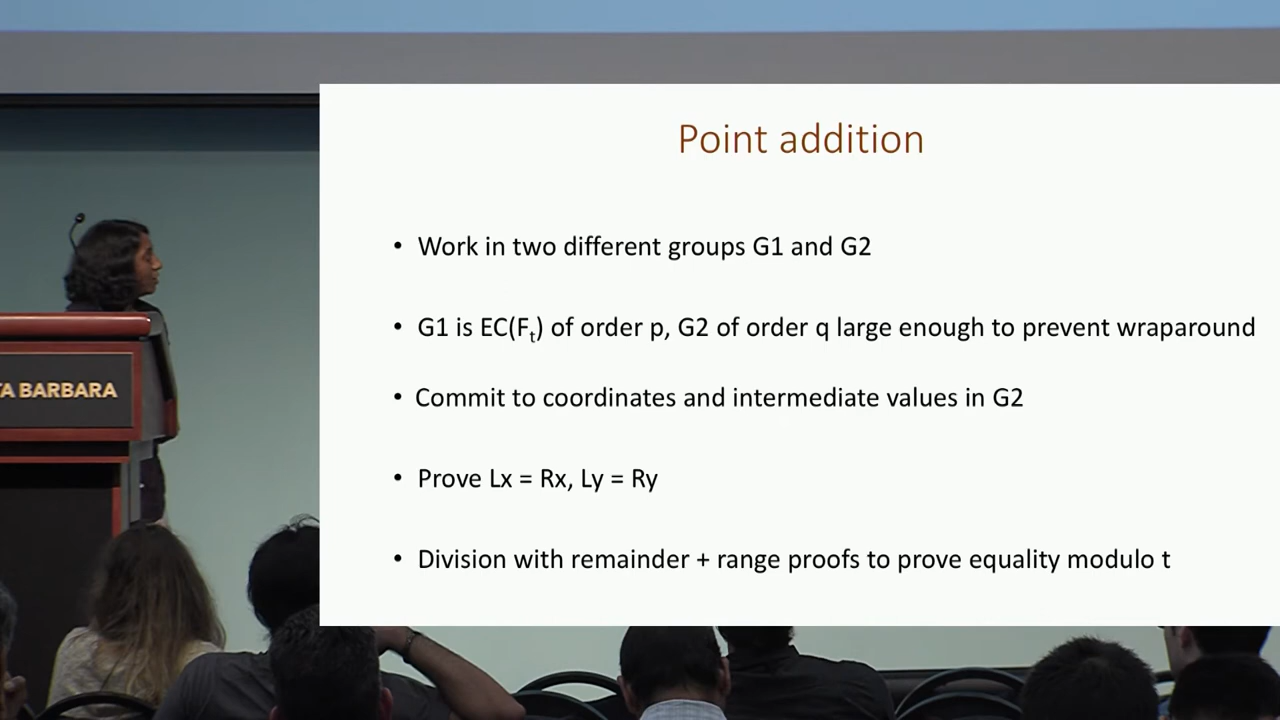 Point addition
• Work in two different groups G1 and G2
• G1 is EC(Fₜ) of order p, G2 of order q large enough to prevent wraparound
• Commit to coordinates and intermediate values in G2
• Prove Lx = Rx, Ly = Ry
• Division with remainder + range proofs to prove equality modulo t
TA BARBARA